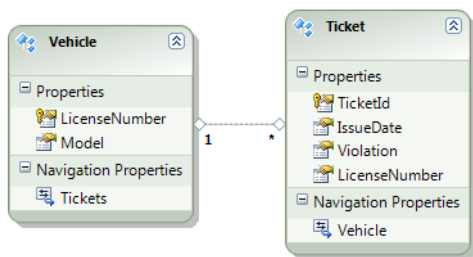 Vehicle
Properties
LicenseNumber
Model
Navigation Properties
Tickets
1
*
Ticket
Properties
TicketId
IssueDate
Violation
LicenseNumber
Navigation Properties
Vehicle